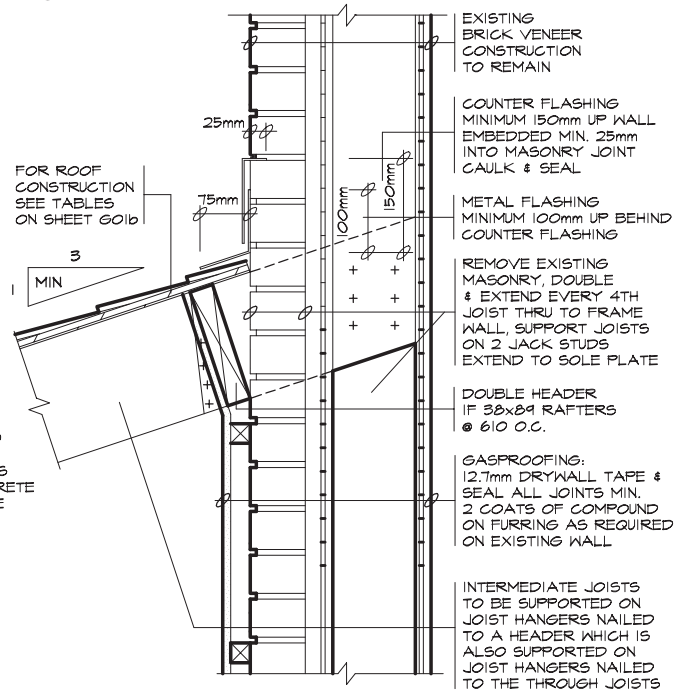 EXISTING
BRICK VENEER
CONSTRUCTION
TO REMAIN
COUNTER FLASHING
MINIMUM 150mm UP WALL
EMBEDDED MIN. 25mm
INTO MASONRY JOINT
CAULK & SEAL
METAL FLASHING
MINIMUM 100mm UP BEHIND
COUNTER FLASHING
REMOVE EXISTING
MASONRY, DOUBLE
& EXTEND EVERY 4TH
JOIST THRU TO FRAME
WALL, SUPPORT JOISTS
ON 2 JACK STUDS
EXTEND TO SOLE PLATE
DOUBLE HEADER
IF 38x89 RAFTERS
@ 610 O.C.
GASPROOFING:
12.7mm DRYWALL TAPE &
SEAL ALL JOINTS MIN.
2 COATS OF COMPOUND
ON FURRING AS REQUIRED
ON EXISTING WALL
INTERMEDIATE JOISTS
TO BE SUPPORTED ON
JOIST HANGERS NAILED
TO A HEADER WHICH IS
ALSO SUPPORTED ON
JOIST HANGERS NAILED
TO THE THROUGH JOISTS
25mm
75mm
100mm
150mm
FOR ROOF
CONSTRUCTION
SEE TABLES
ON SHEET G01b
3
1
MIN
S
RETE
E